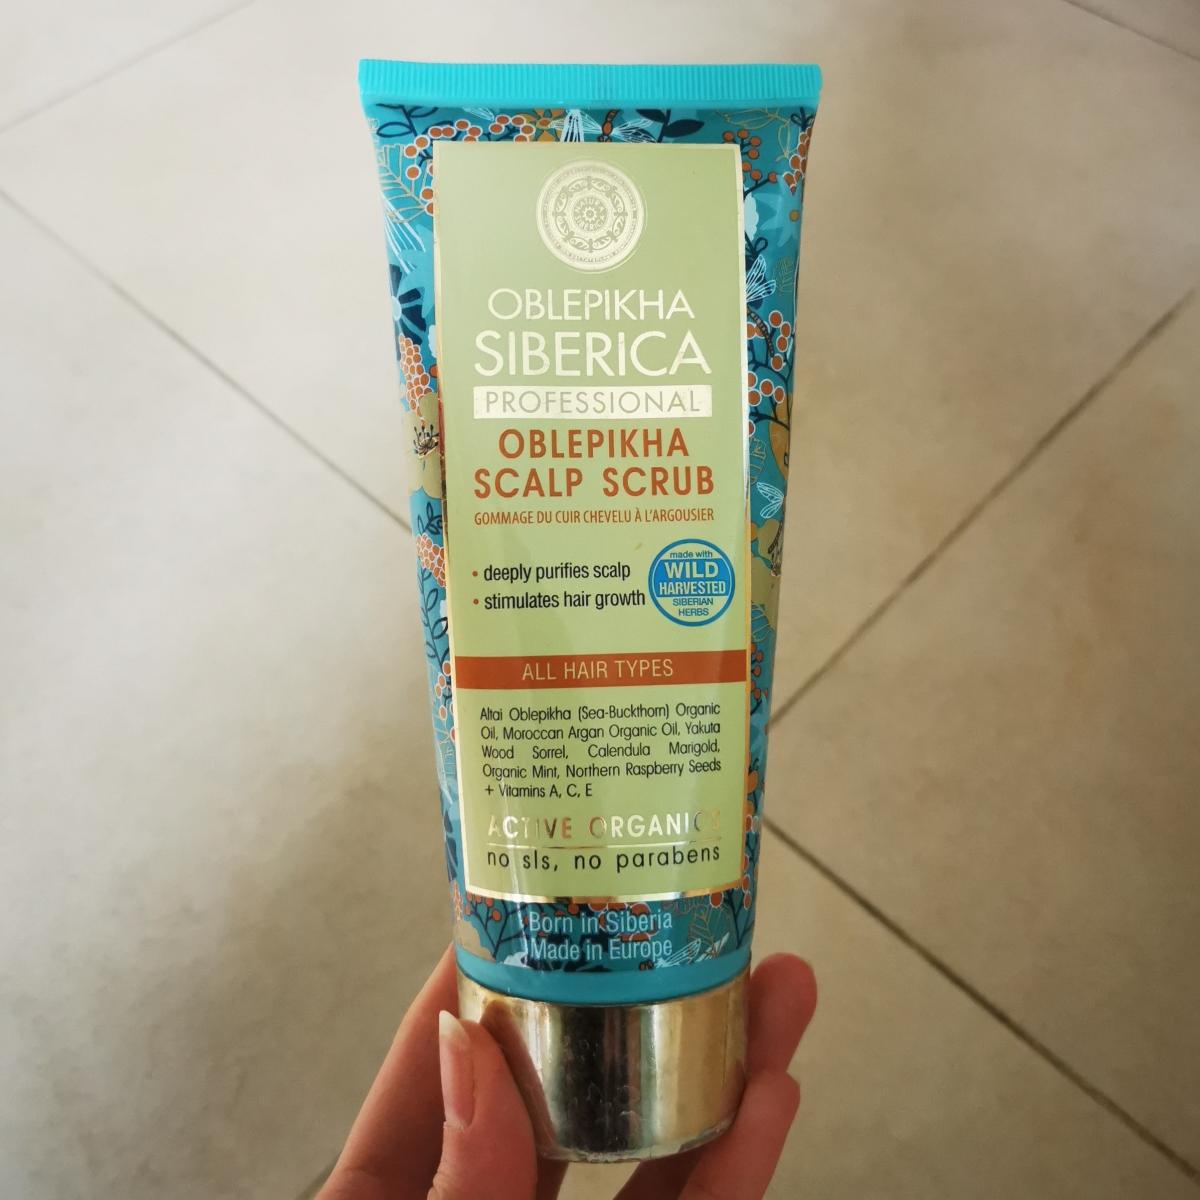 NATURA
SIBERICA
OBLEPIKHA
SIBERICA
PROFESSIONAL
OBLEPIKHA
SCALP SCRUB
GOMMAGE DU CUIR CHEVELU À L'ARGOUSIER
• deeply purifies scalp
• stimulates hair growth
made with
WILD
HARVESTED
SIBERIAN
HERBS
ALL HAIR TYPES
Altai Oblepikha (Sea-Buckthorn) Organic
Oil, Moroccan Argan Organic Oil, Yakuta
Wood Sorrel, Calendula Marigold,
Organic Mint, Northern Raspberry Seeds
+ Vitamins A, C, E
ACTIVE ORGANICS
no sls, no parabens
Born in Siberia
Made in Europe